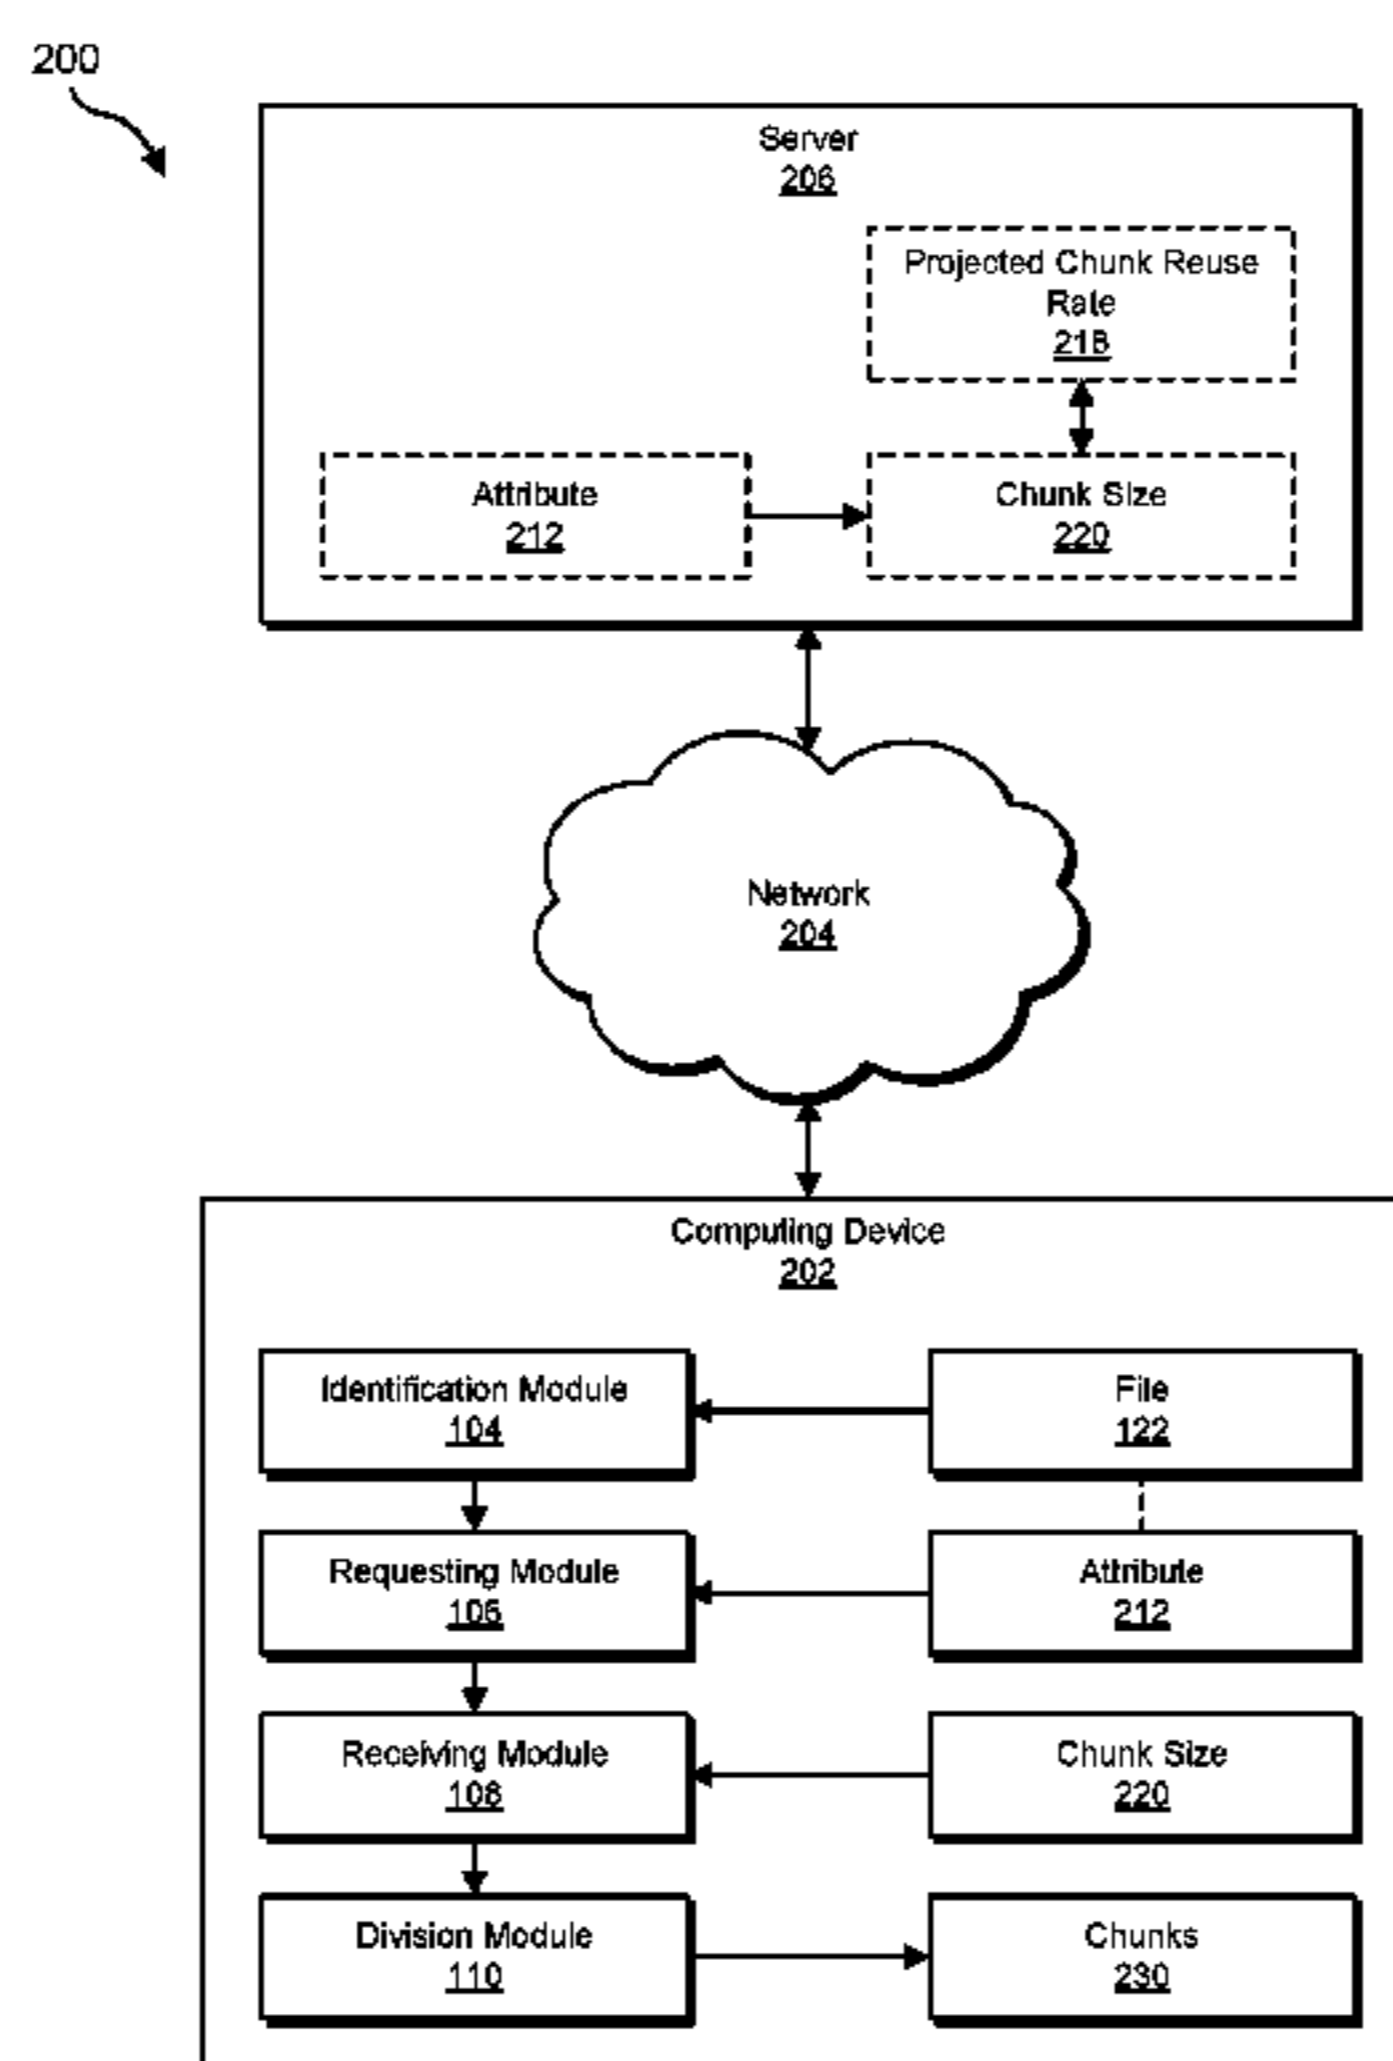 200
Server
206
Projected Chunk Reuse
Rate
218
Attribute
212
Chunk Size
220
Network
204
Computing Device
202
Identification Module
104
File
122
Requesting Module
106
Attribute
212
Receiving Module
108
Chunk Size
220
Division Module
110
Chunks
230